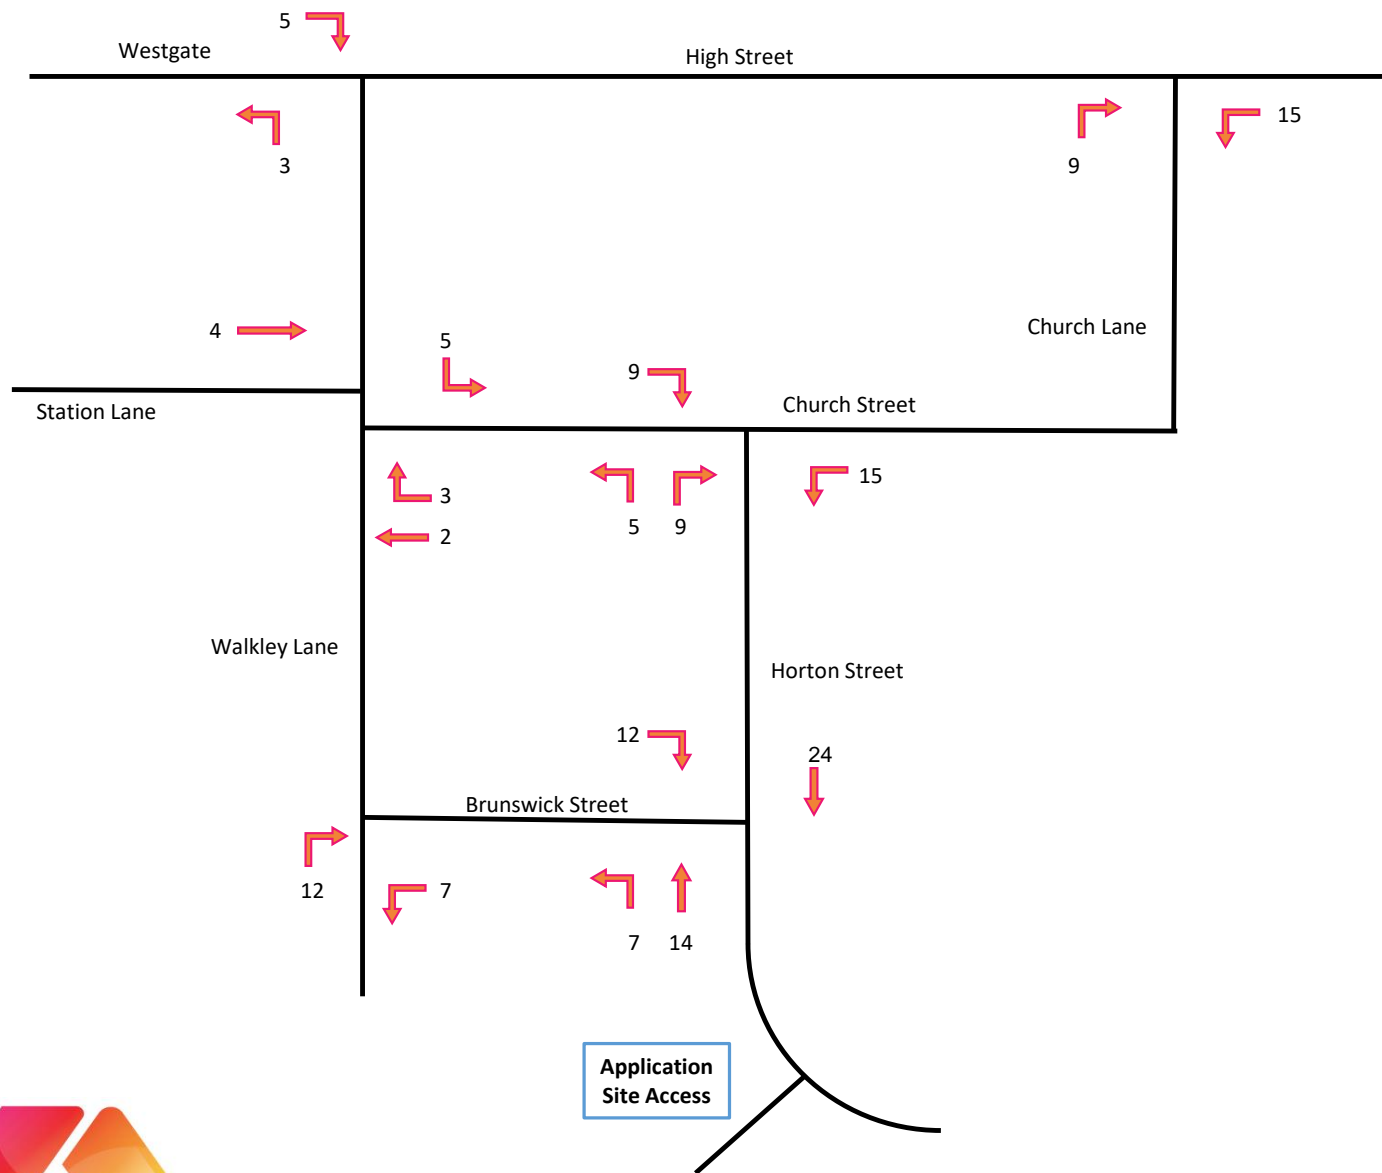 5
Westgate
High Street
3
9
15
4
5
9
Church Lane
Station Lane
Church Street
3
2
5
9
15
Walkley Lane
Horton Street
12
24
Brunswick Street
12
7
7
14
Application
Site Access